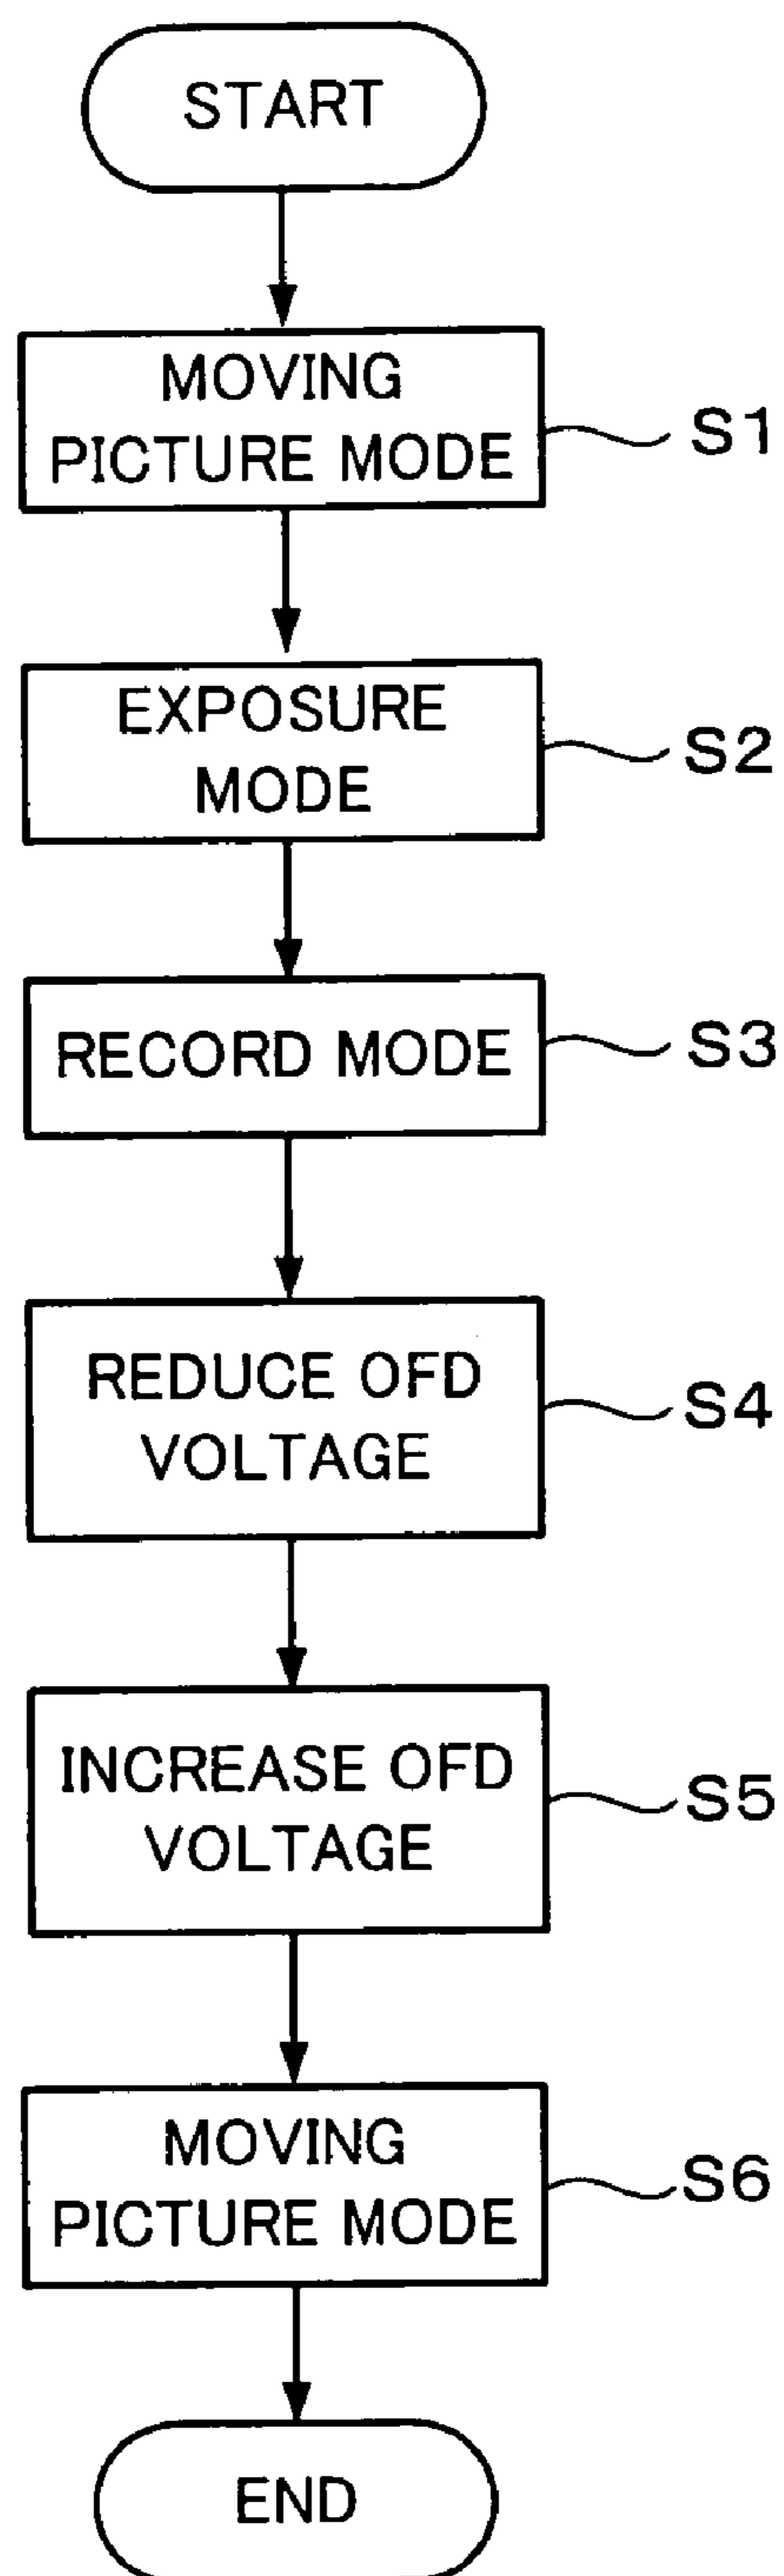 START
MOVING
PICTURE MODE
S1
EXPOSURE
MODE
S2
RECORD MODE
S3
REDUCE OFD
VOLTAGE
S4
INCREASE OFD
VOLTAGE
S5
MOVING
PICTURE MODE
S6
END